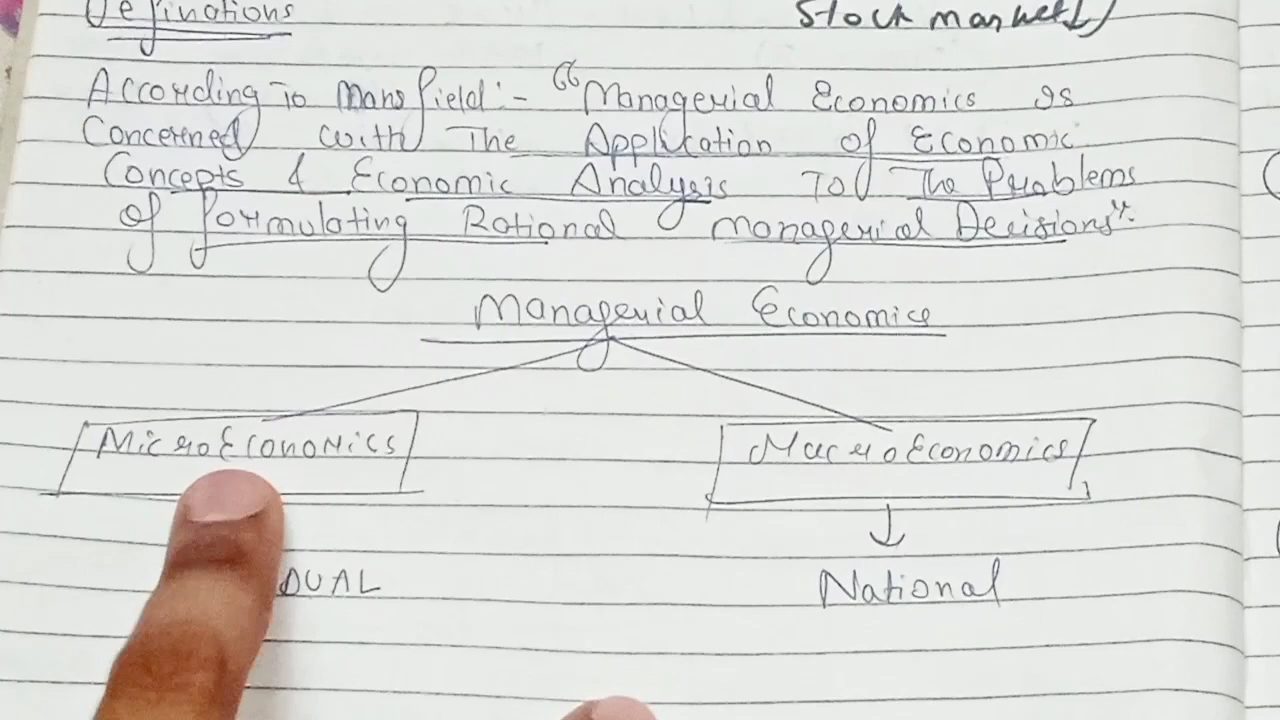 Definations
Stock market)
According To Mansfield:- "Managerial Economics is
Concerned with The Application of Economic
Concepts & Economic Analysis To The Problems
of formulating Rational managerial Decisions".
Managerial Economics
MicroEconomics
MacroEconomics
DUAL
National